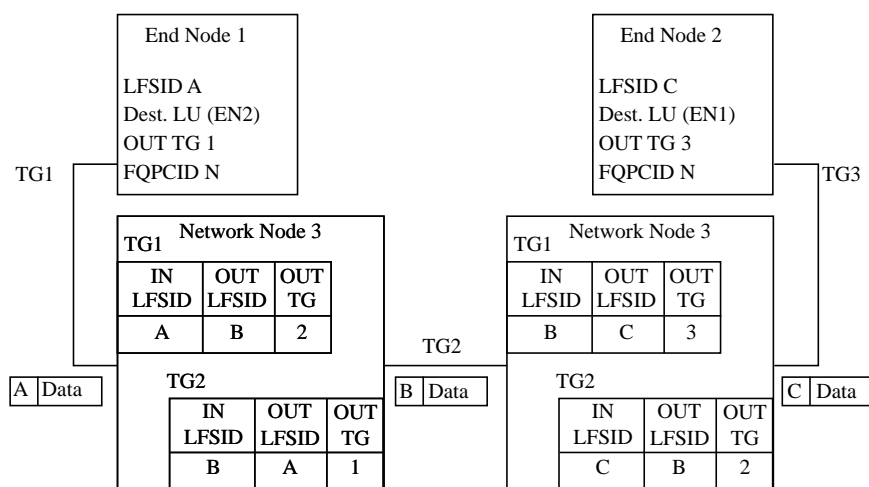 End Node 1
LFSID A
Dest. LU (EN2)
OUT TG 1
FQPCID N
End Node 2
LFSID C
Dest. LU (EN1)
OUT TG 3
FQPCID N
TG1
TG3
Network Node 3
TG1
IN LFSID OUT LFSID OUT TG
A B 2
TG2
IN LFSID OUT LFSID OUT TG
B A 1
A Data
TG2
B Data
Network Node 3
TG1
IN LFSID OUT LFSID OUT TG
B C 3
TG2
IN LFSID OUT LFSID OUT TG
C B 2
C Data